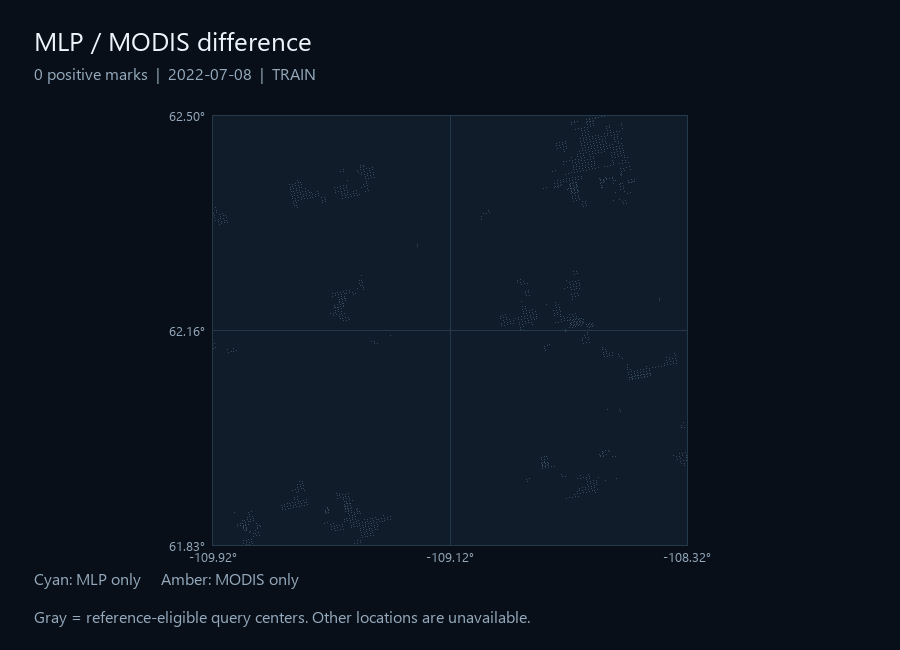 MLP / MODIS difference
0 positive marks | 2022-07-08 | TRAIN
62.50°
62.16°
61.83°
-109.92° -109.12° -108.32°
Cyan: MLP only Amber: MODIS only
Gray = reference-eligible query centers. Other locations are unavailable.